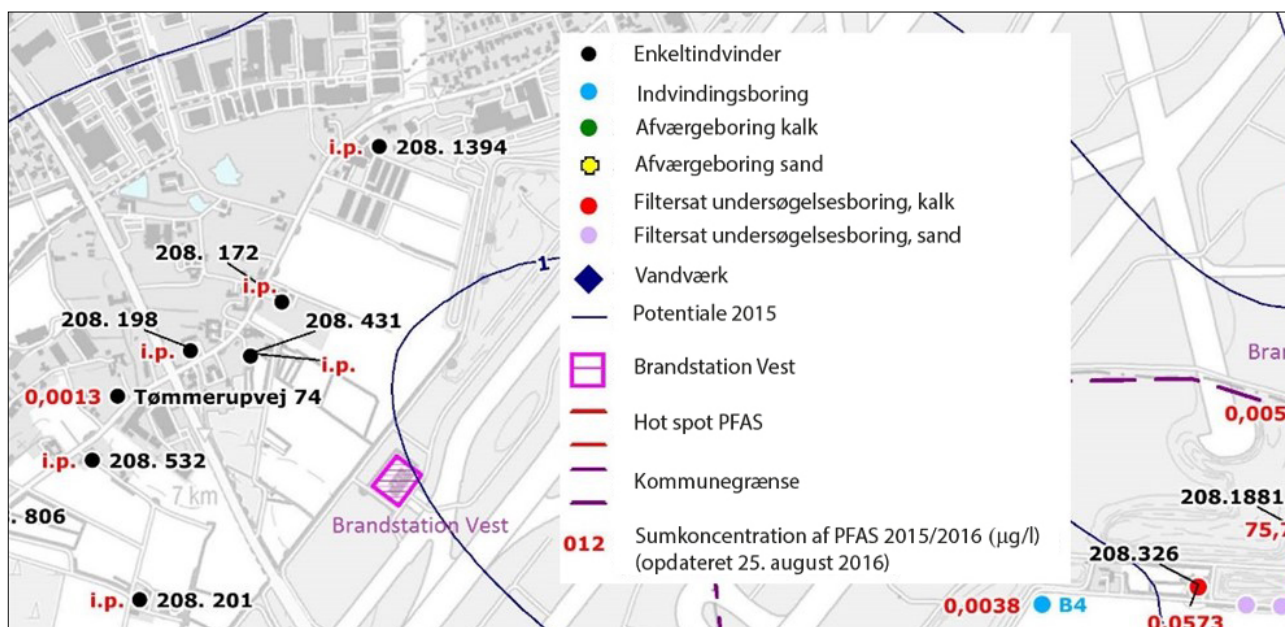 i.p. 208. 1394
208. 172
i.p.
208. 198
208. 431
i.p.
i.p.
0,0013 Tømmerupvej 74
i.p. 208. 532
7 km
. 806
Brandstation Vest
i.p. 208. 201
1
Enkeltindvinder
Indvindingsboring
Afværgeboring kalk
Afværgeboring sand
Filtersat undersøgelsesboring, kalk
Filtersat undersøgelsesboring, sand
Vandværk
Potentiale 2015
Brandstation Vest
Hot spot PFAS
Kommunegrænse
012 Sumkoncentration af PFAS 2015/2016 (µg/l)
(opdateret 25. august 2016)
Bran
0,005
208.1881
75,7
208.326
0,0038 B4
0,0573